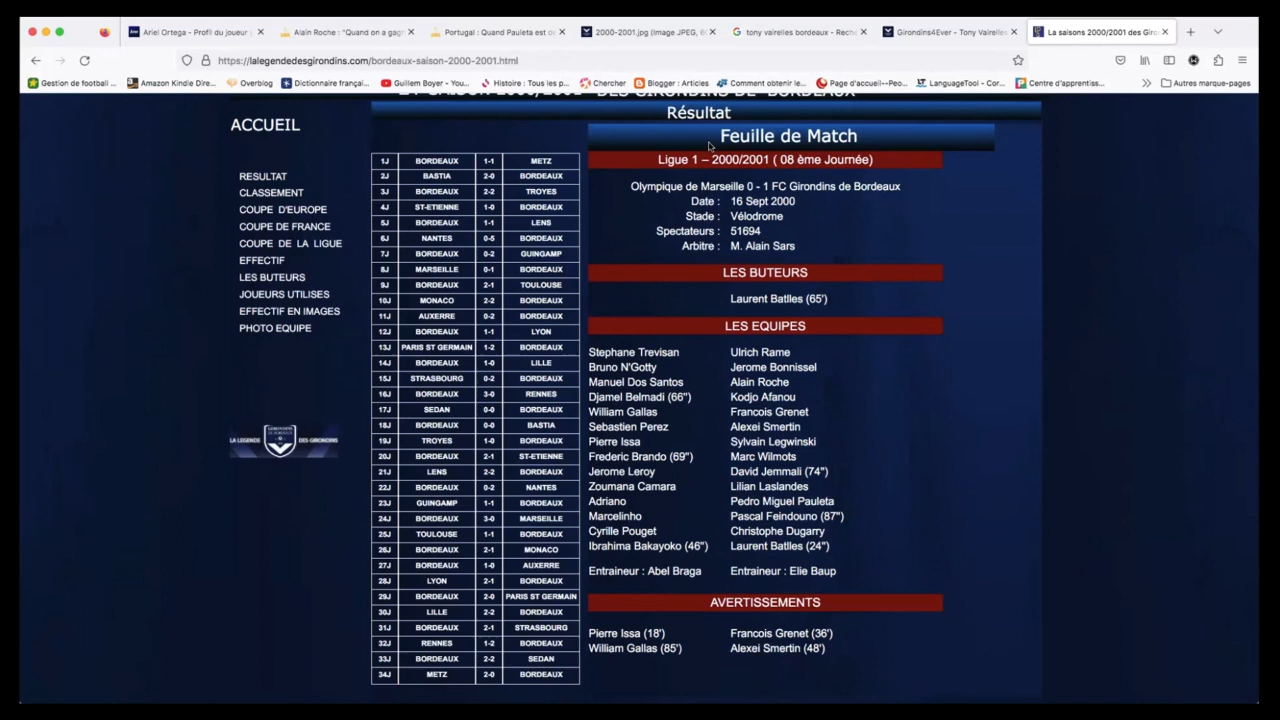 Ariel Ortega - Profil du joueur
Alain Roche : "Quand on a gagn
Portugal : Quand Pauleta est
2000-2001.jpg (Image JPEG, 6
tony vairelles bordeaux - Rech
Girondins4Ever - Tony Vairelles
La saisons 2000/2001 des Giron
https://lalegendedesgirondins.com/bordeaux-saison-2000-2001.html
Gestion de football ...
Amazon Kindle Dire...
Overblog
Dictionnaire françai...
Guillem Boyer - You...
Histoire : Tous les p...
Chercher
Blogger : Articles
Comment obtenir le...
Page d'accueil--Peo...
LanguageTool - Cor...
Centre d'apprentiss...
Autres marque-pages
Résultat
Feuille de Match
ACCUEIL
RESULTAT
CLASSEMENT
COUPE D'EUROPE
COUPE DE FRANCE
COUPE DE LA LIGUE
EFFECTIF
LES BUTEURS
JOUEURS UTILISES
EFFECTIF EN IMAGES
PHOTO EQUIPE
LA LEGENDE DES GIRONDINS
1J BORDEAUX 1-1 METZ
2J BASTIA 2-0 BORDEAUX
3J BORDEAUX 2-2 TROYES
4J ST-ETIENNE 1-0 BORDEAUX
5J BORDEAUX 1-1 LENS
6J NANTES 0-5 BORDEAUX
7J BORDEAUX 0-2 GUINGAMP
8J MARSEILLE 0-1 BORDEAUX
9J BORDEAUX 2-1 TOULOUSE
10J MONACO 2-2 BORDEAUX
11J AUXERRE 0-2 BORDEAUX
12J BORDEAUX 1-1 LYON
13J PARIS ST GERMAIN 1-2 BORDEAUX
14J BORDEAUX 1-0 LILLE
15J STRASBOURG 0-2 BORDEAUX
16J BORDEAUX 3-0 RENNES
17J SEDAN 0-0 BORDEAUX
18J BORDEAUX 0-0 BASTIA
19J TROYES 1-0 BORDEAUX
20J BORDEAUX 2-1 ST-ETIENNE
21J LENS 2-2 BORDEAUX
22J BORDEAUX 0-2 NANTES
23J GUINGAMP 1-1 BORDEAUX
24J BORDEAUX 3-0 MARSEILLE
25J TOULOUSE 1-1 BORDEAUX
26J BORDEAUX 2-1 MONACO
27J BORDEAUX 1-0 AUXERRE
28J LYON 2-1 BORDEAUX
29J BORDEAUX 2-0 PARIS ST GERMAIN
30J LILLE 2-2 BORDEAUX
31J BORDEAUX 2-1 STRASBOURG
32J RENNES 1-2 BORDEAUX
33J BORDEAUX 2-2 SEDAN
34J METZ 2-0 BORDEAUX
Ligue 1 – 2000/2001 ( 08 ème Journée)
Olympique de Marseille 0 - 1 FC Girondins de Bordeaux
Date : 16 Sept 2000
Stade : Vélodrome
Spectateurs : 51694
Arbitre : M. Alain Sars
LES BUTEURS
Laurent Batlles (65')
LES EQUIPES
Stephane Trevisan Ulrich Rame
Bruno N'Gotty Jerome Bonnissel
Manuel Dos Santos Alain Roche
Djamel Belmadi (66") Kodjo Afanou
William Gallas Francois Grenet
Sebastien Perez Alexei Smertin
Pierre Issa Sylvain Legwinski
Frederic Brando (69") Marc Wilmots
Jerome Leroy David Jemmali (74")
Zoumana Camara Lilian Laslandes
Adriano Pedro Miguel Pauleta
Marcelinho Pascal Feindouno (87")
Cyrille Pouget Christophe Dugarry
Ibrahima Bakayoko (46") Laurent Batlles (24")
Entraineur : Abel Braga Entraineur : Elie Baup
AVERTISSEMENTS
Pierre Issa (18') Francois Grenet (36')
William Gallas (85') Alexei Smertin (48')